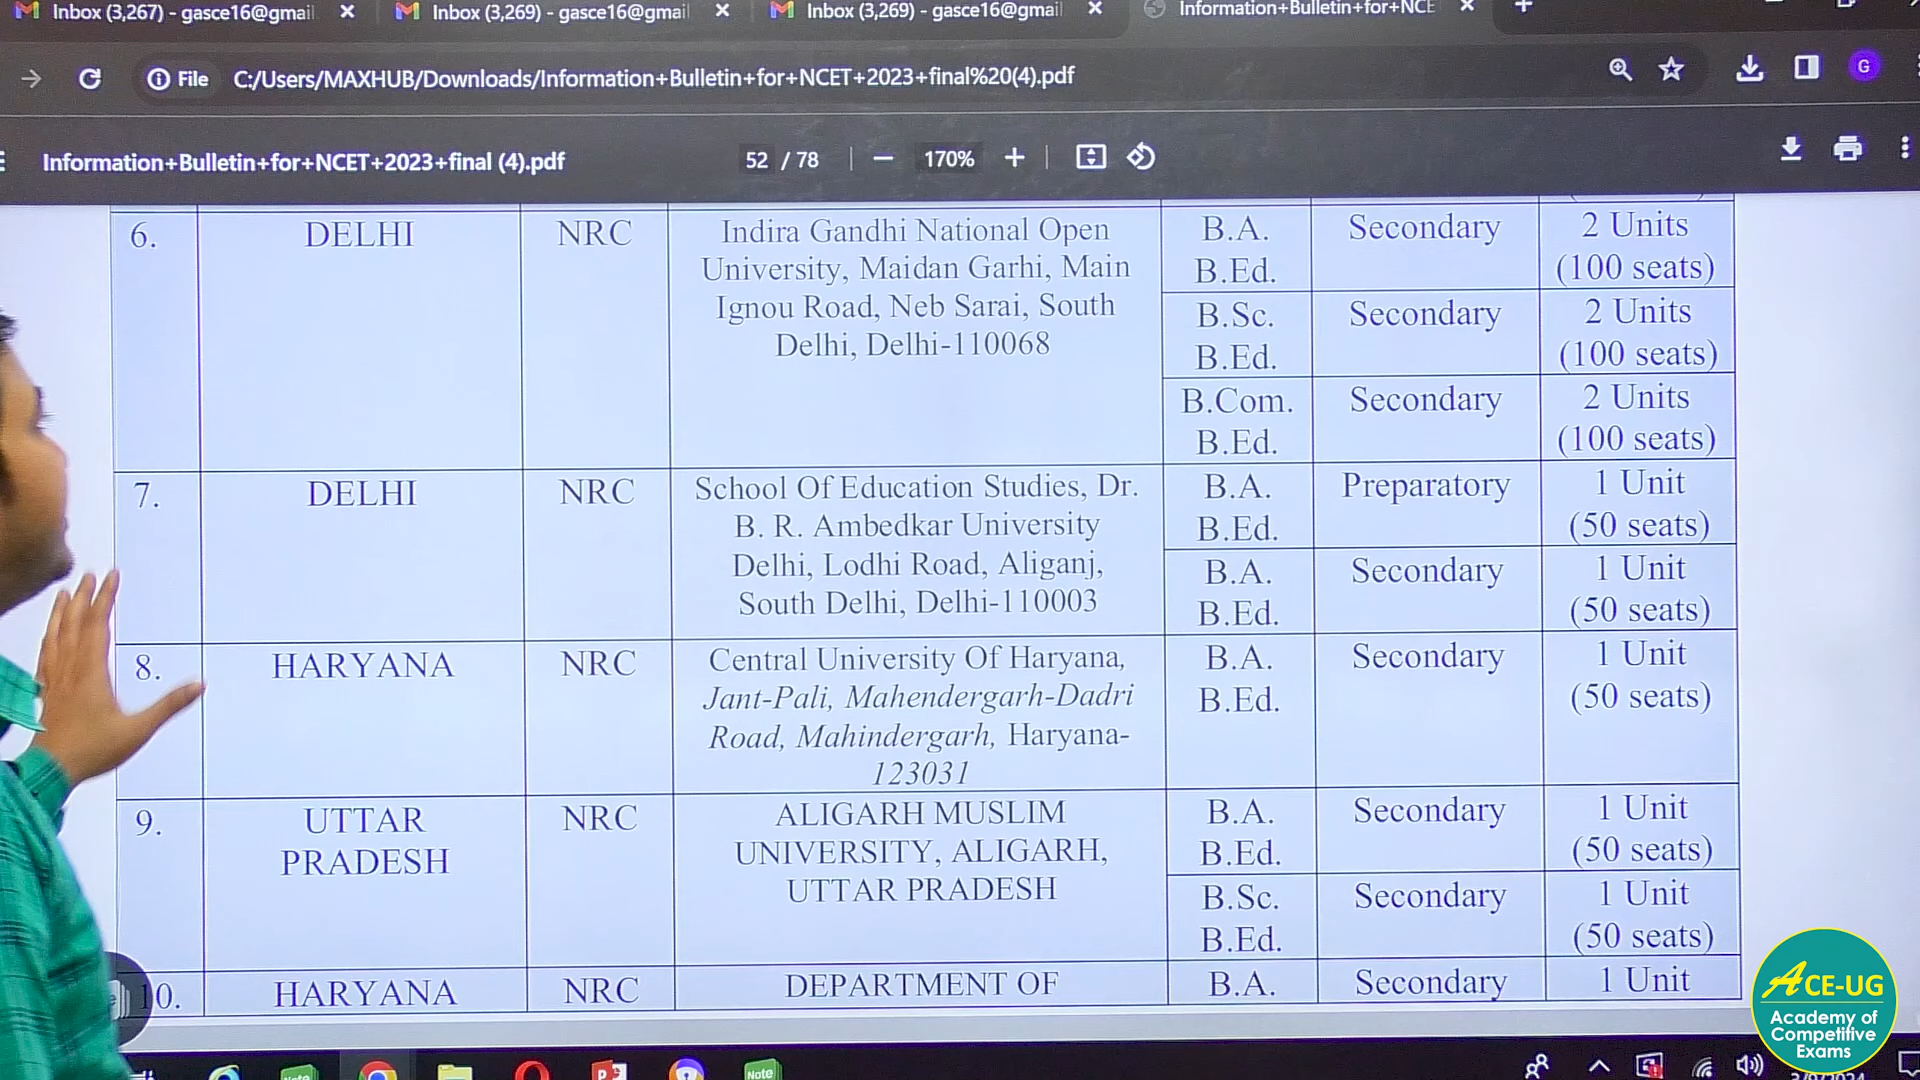 Inbox (3,267) - gasce16@gmail
Inbox (3,269) - gasce16@gmail
Inbox (3,269) - gasce16@gmail
Information+Bulletin+for+NCE
File
C:/Users/MAXHUB/Downloads/Information+Bulletin+for+NCET+2023+final%20(4).pdf
G
Information+Bulletin+for+NCET+2023+final (4).pdf
52 / 78
170%
6.
DELHI
NRC
Indira Gandhi National Open
University, Maidan Garhi, Main
Ignou Road, Neb Sarai, South
Delhi, Delhi-110068
B.A.
B.Ed.
Secondary
2 Units
(100 seats)
B.Sc.
B.Ed.
Secondary
2 Units
(100 seats)
B.Com.
B.Ed.
Secondary
2 Units
(100 seats)
7.
DELHI
NRC
School Of Education Studies, Dr.
B. R. Ambedkar University
Delhi, Lodhi Road, Aliganj,
South Delhi, Delhi-110003
B.A.
B.Ed.
Preparatory
1 Unit
(50 seats)
B.A.
B.Ed.
Secondary
1 Unit
(50 seats)
8.
HARYANA
NRC
Central University Of Haryana,
Jant-Pali, Mahendergarh-Dadri
Road, Mahindergarh, Haryana-
123031
B.A.
B.Ed.
Secondary
1 Unit
(50 seats)
9.
UTTAR
PRADESH
NRC
ALIGARH MUSLIM
UNIVERSITY, ALIGARH,
UTTAR PRADESH
B.A.
B.Ed.
Secondary
1 Unit
(50 seats)
B.Sc.
B.Ed.
Secondary
1 Unit
(50 seats)
10.
HARYANA
NRC
DEPARTMENT OF
B.A.
Secondary
1 Unit
ACE-UG
Academy of
Competitive
Exams
Note